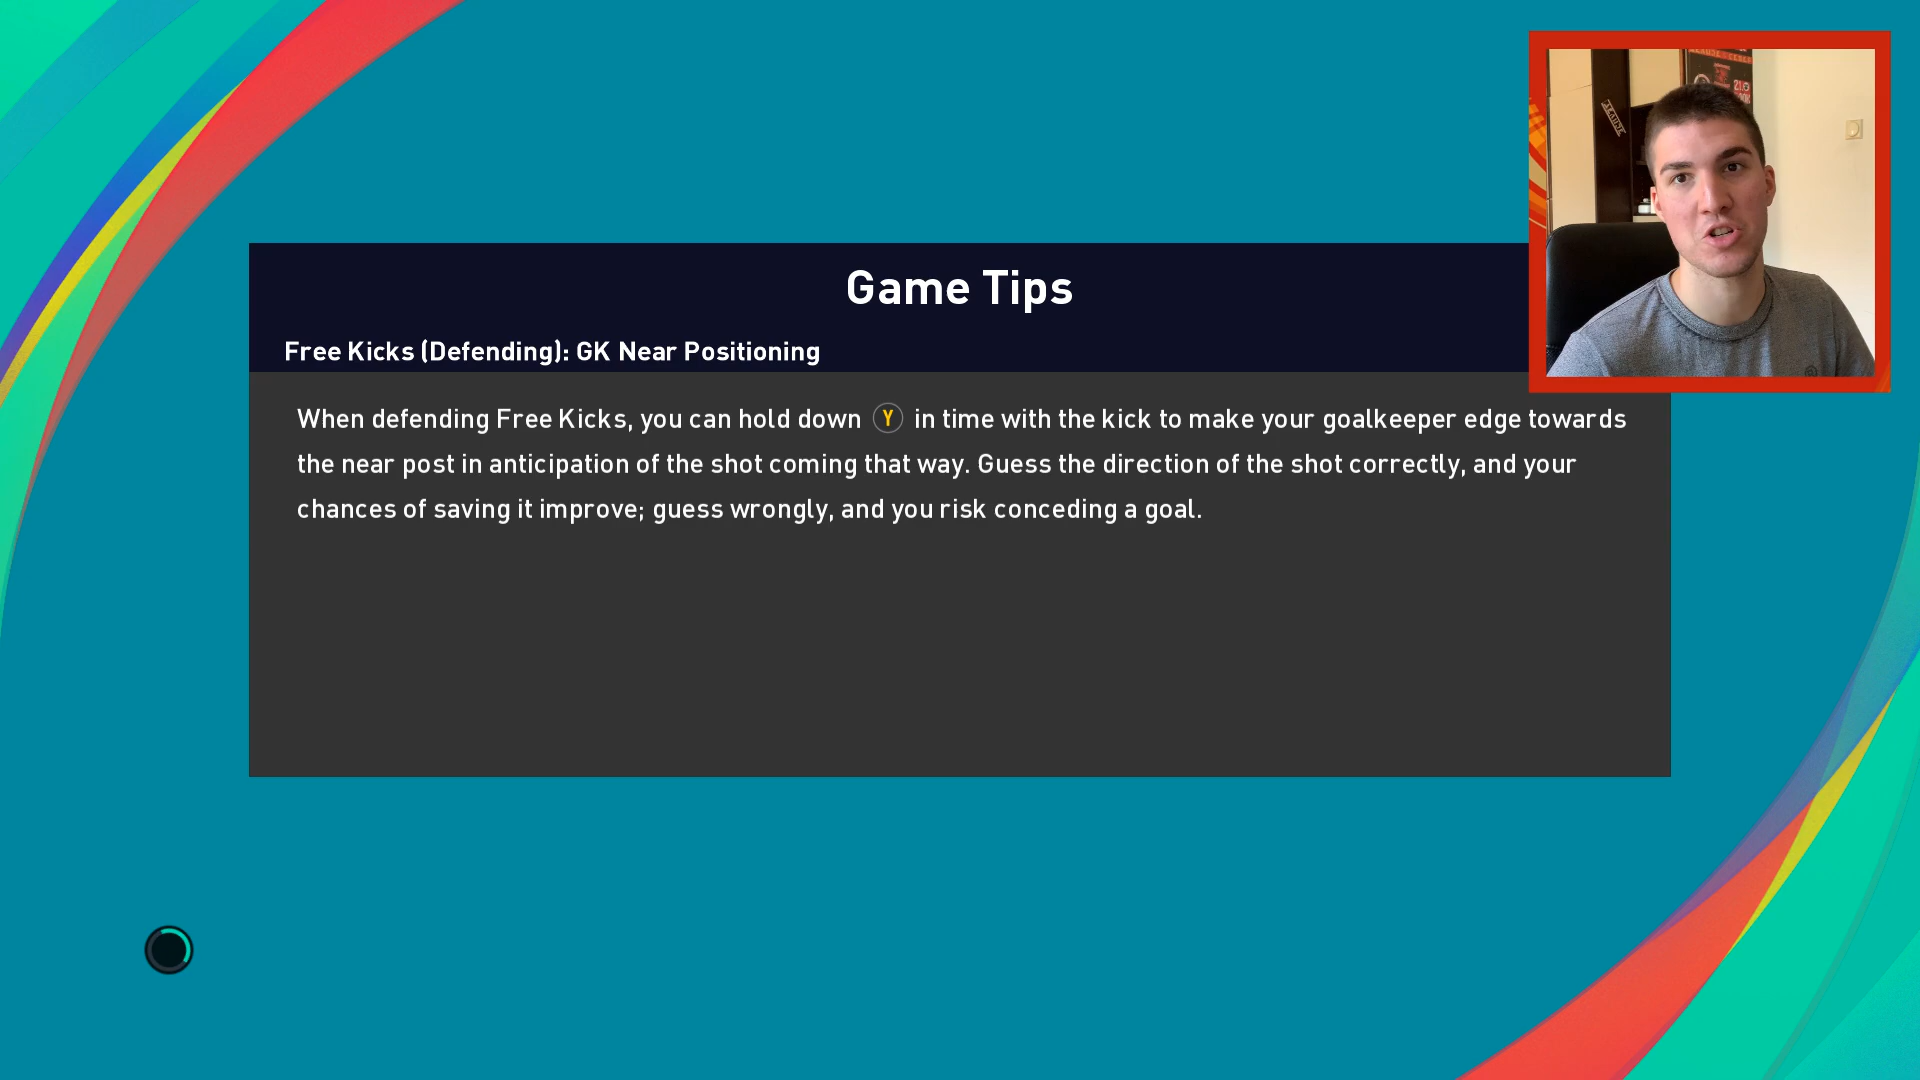 Game Tips
Free Kicks (Defending): GK Near Positioning
When defending Free Kicks, you can hold down Y in time with the kick to make your goalkeeper edge towards
the near post in anticipation of the shot coming that way. Guess the direction of the shot correctly, and your
chances of saving it improve; guess wrongly, and you risk conceding a goal.